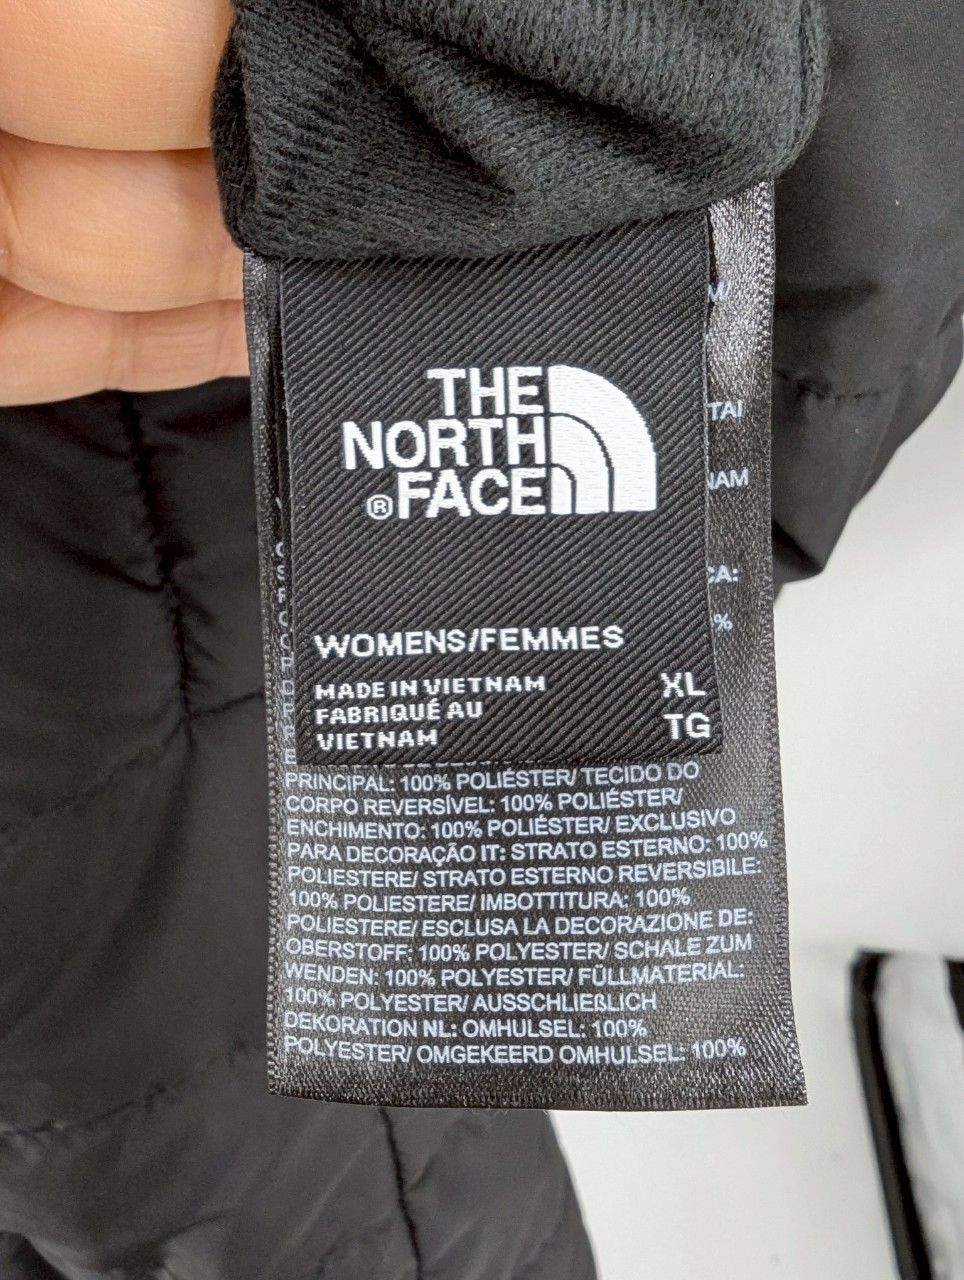 THE
NORTH
® FACE
WOMENS/FEMMES
MADE IN VIETNAM
FABRIQUÉ AU
VIETNAM
XL
TG
TAI
NAM
CA:
%
PRINCIPAL: 100% POLIÉSTER/ TECIDO DO
CORPO REVERSÍVEL: 100% POLIÉSTER/
ENCHIMENTO: 100% POLIÉSTER/ EXCLUSIVO
PARA DECORAÇÃO IT: STRATO ESTERNO: 100%
POLIESTERE/ STRATO ESTERNO REVERSIBILE:
100% POLIESTERE/ IMBOTTITURA: 100%
POLIESTERE/ ESCLUSA LA DECORAZIONE DE:
OBERSTOFF: 100% POLYESTER/ SCHALE ZUM
WENDEN: 100% POLYESTER/ FÜLLMATERIAL:
100% POLYESTER/ AUSSCHLIEßLICH
DEKORATION NL: OMHULSEL: 100%
POLYESTER/ OMGEKEERD OMHULSEL: 100%